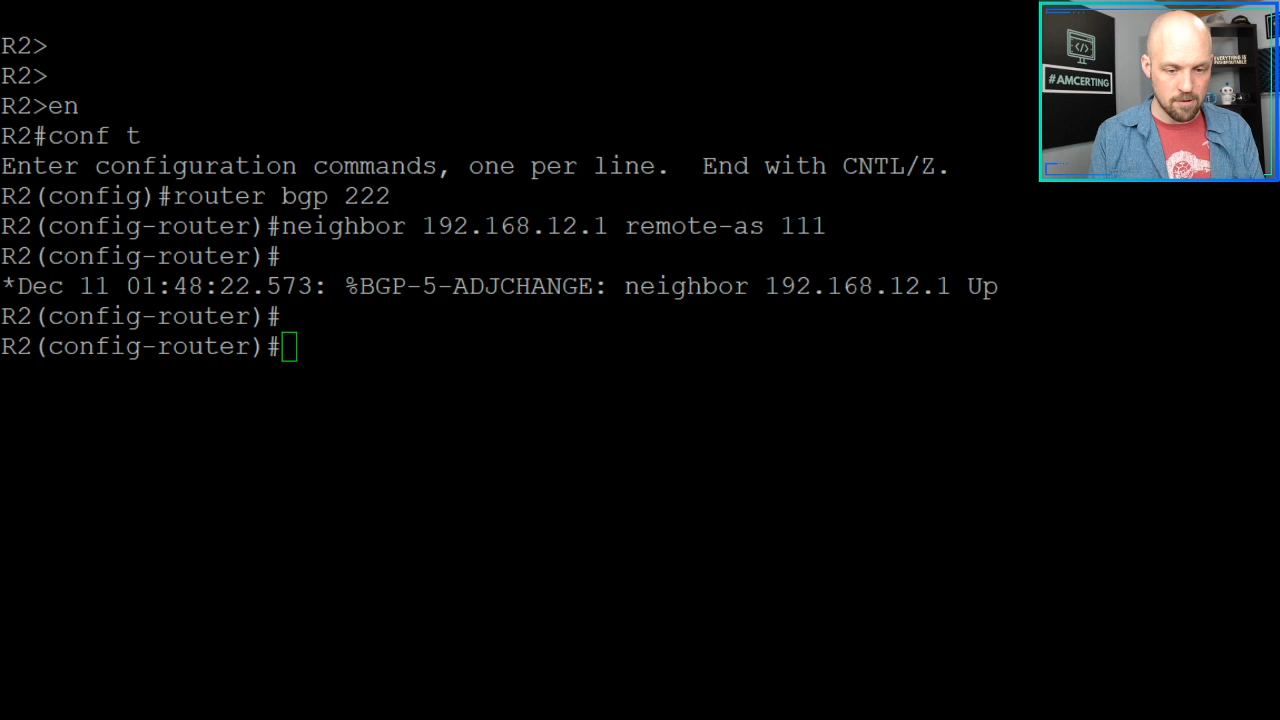 R2>
R2>
R2>en
R2#conf t
Enter configuration commands, one per line.  End with CNTL/Z.
R2(config)#router bgp 222
R2(config-router)#neighbor 192.168.12.1 remote-as 111
R2(config-router)#
*Dec 11 01:48:22.573: %BGP-5-ADJCHANGE: neighbor 192.168.12.1 Up
R2(config-router)#
R2(config-router)#
</>
#AMCERTING
EVERYTHING IS